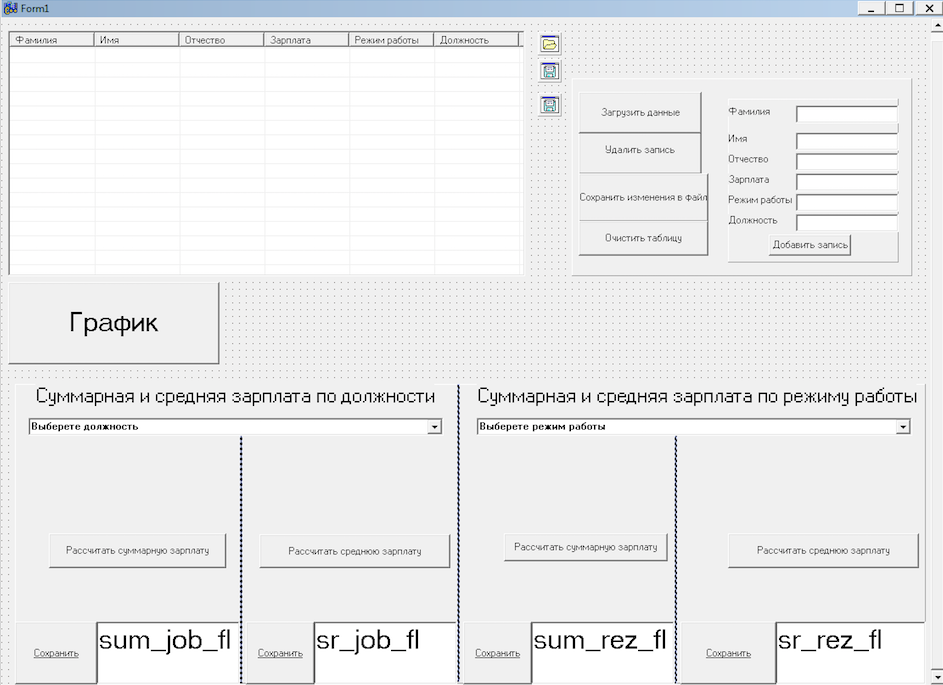 Form1
Фамилия Имя Отчество Зарплата Режим работы Должность
Загрузить данные
Удалить запись
Сохранить изменения в файл
Очистить таблицу
Фамилия
Имя
Отчество
Зарплата
Режим работы
Должность
Добавить запись
График
Суммарная и средняя зарплата по должности
Выберете должность
Рассчитать суммарную зарплату
Рассчитать среднюю зарплату
Сохранить
sum_job_fl
Сохранить
sr_job_fl
Суммарная и средняя зарплата по режиму работы
Выберете режим работы
Рассчитать суммарную зарплату
Рассчитать среднюю зарплату
Сохранить
sum_rez_fl
Сохранить
sr_rez_fl